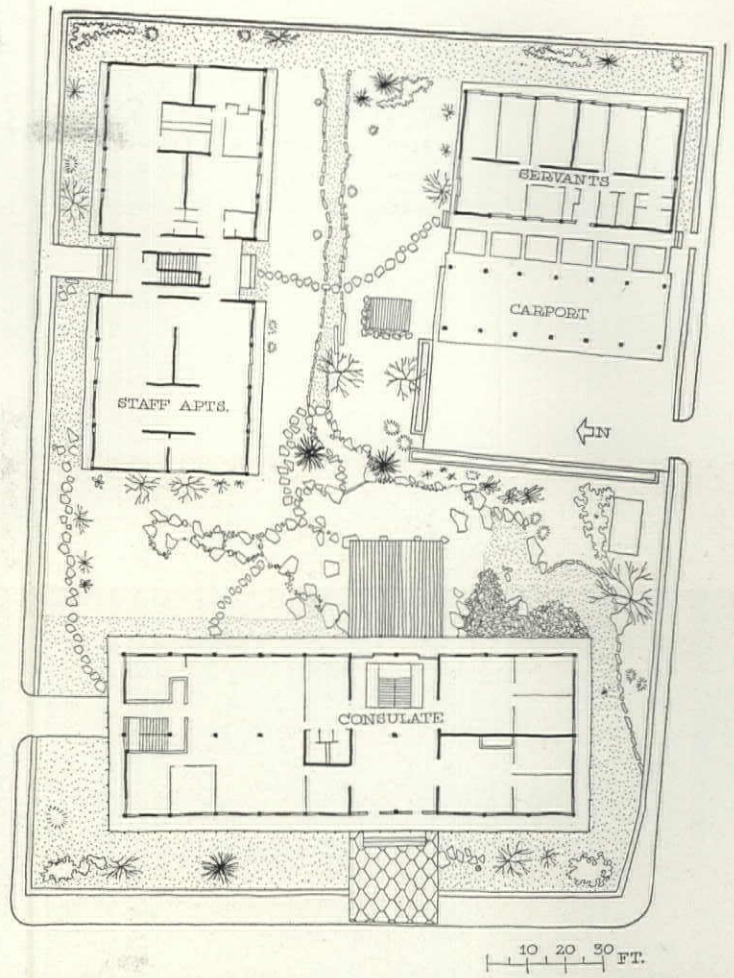 SERVANTS
CARPORT
STAFF APTS.
N
CONSULATE
10 20 30 FT.